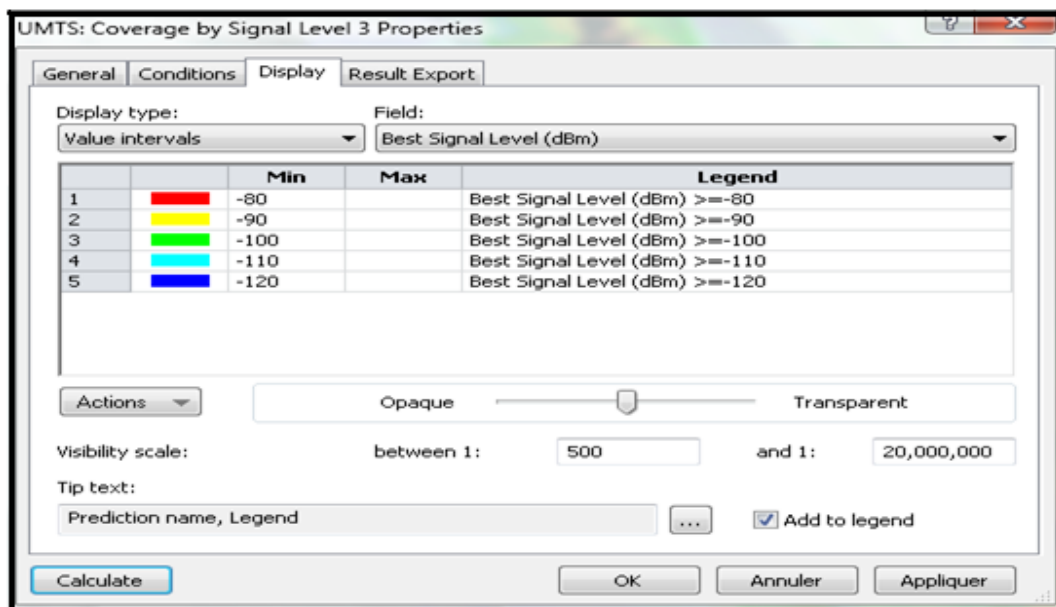 UMTS: Coverage by Signal Level 3 Properties
General Conditions Display Result Export
Display type: Field:
Value intervals Best Signal Level (dBm)
Min Max Legend
1 -80 Best Signal Level (dBm) >=-80
2 -90 Best Signal Level (dBm) >=-90
3 -100 Best Signal Level (dBm) >=-100
4 -110 Best Signal Level (dBm) >=-110
5 -120 Best Signal Level (dBm) >=-120
Actions Opaque Transparent
Visibility scale: between 1: 500 and 1: 20,000,000
Tip text:
Prediction name, Legend ... Add to legend
Calculate OK Annuler Appliquer